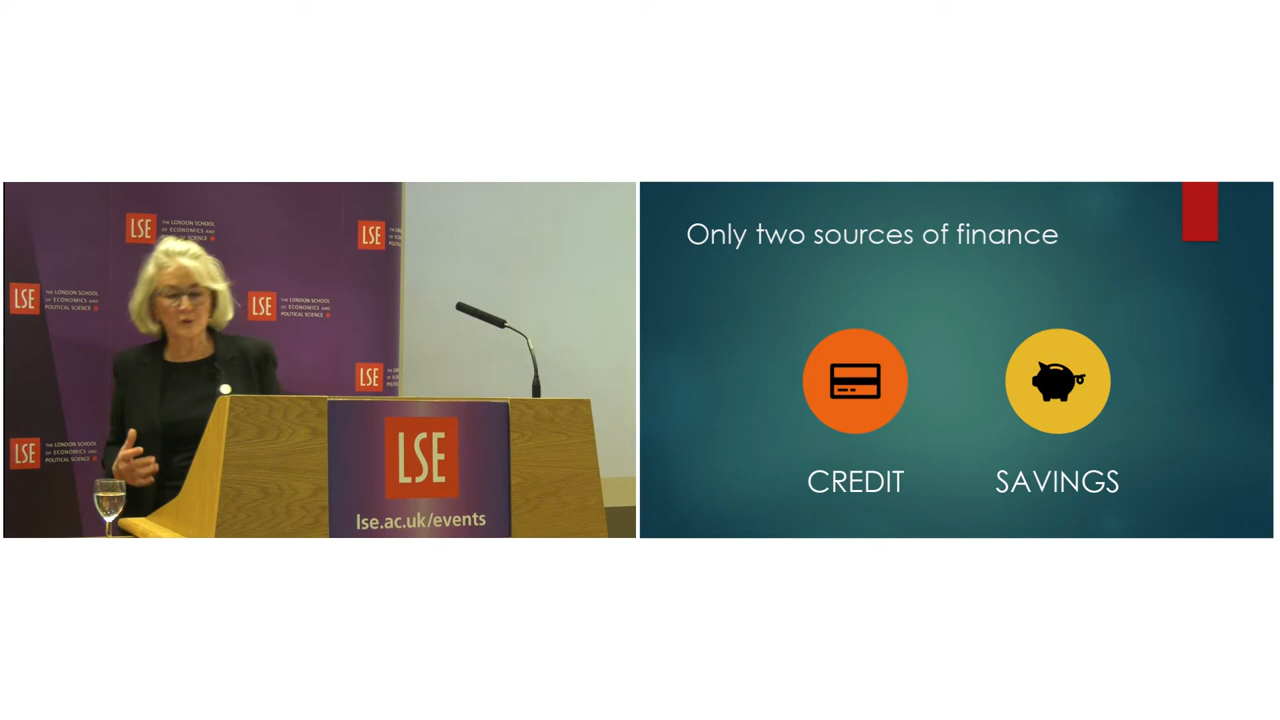 LSE
THE LONDON SCHOOL
OF ECONOMICS AND
POLITICAL SCIENCE
LSE
LSE
THE LONDON SCHOOL
OF ECONOMICS AND
POLITICAL SCIENCE
LSE
THE LONDON SCHOOL
OF ECONOMICS AND
POLITICAL SCIENCE
LSE
LSE
THE LONDON SCHOOL
OF ECONOMICS AND
POLITICAL SCIENCE
LSE
lse.ac.uk/events
Only two sources of finance
CREDIT
SAVINGS